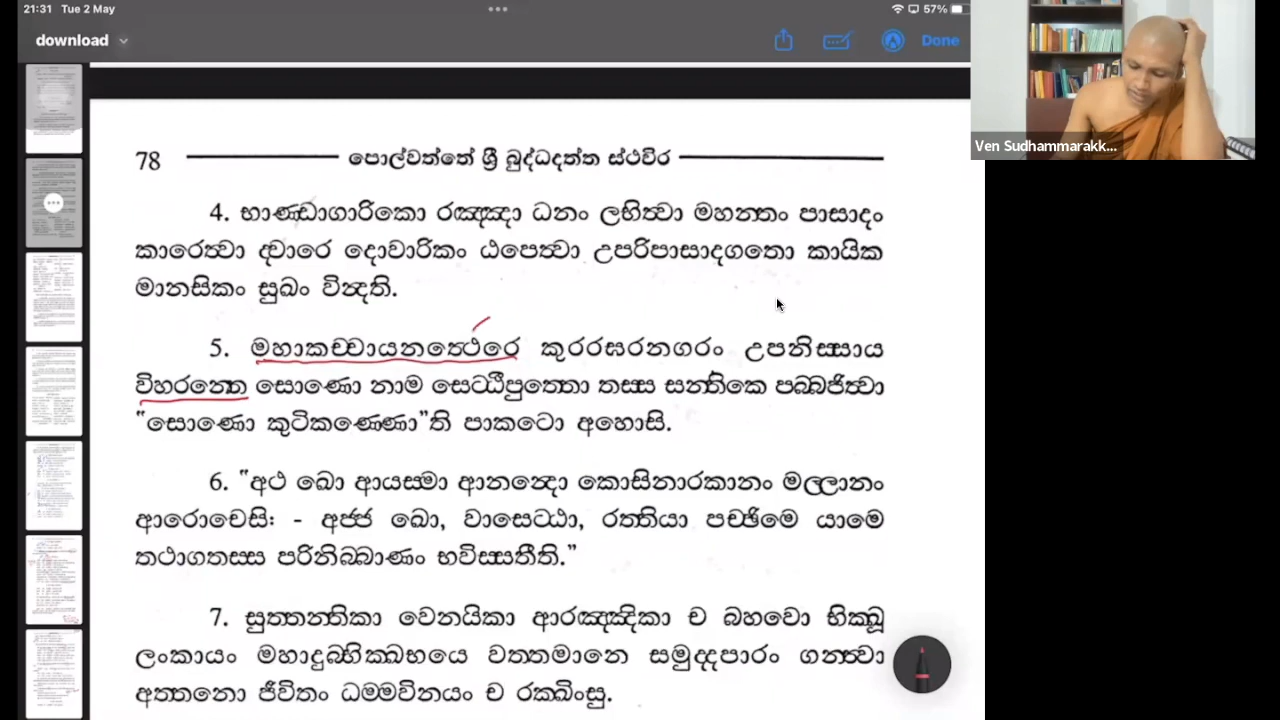 21:31 Tue 2 May
57%
download
Done
Ven Sudhammarakk...
78 පොල්වත්තේ ශ්‍රී බුද්ධදත්ත ස්ථවිර
4. භාණ්ඩාගාරිකො රඤ්ඤා ධනං ලභිත්වා මහන්තං පාසාදං
කාරෙත්වා ද්වාරෙ දොවාරිකං ඨපෙත්වා උපරිපාසාදගතො කායික
මානසිකං සුඛං වින්දති
5. මහාකච්චායනත්ථෙරෙ කුරරඝරනගරං උපනිස්සාය
විහරන්තෙ සොණො නාම සෙට්ඨිපුත්තො තස්ස සන්තිකෙ පබ්බජිත්වා
“සොණො කුටිකණ්ණො”ති පාකටො අහොසි.
6. “අථ ඛො ආයස්මා ආනන්දො කොසිනාරකානං මල්ලානං
ආරොචෙසි: - අජ්ජ ඛො, වාසෙට්ඨා, රත්තියා පච්ඡිමෙ යාමෙ
තථාගතස්ස පරිනිබ්බානං භවිස්සතීති.”
7. සුත්තන්තිකා වෙනයිකා ආරඤ්ඤිකා ච බහවො භික්ඛූ
ලංකායං මහාදුබ්භික්ඛභයෙ වත්තමානෙ සමුද්දපාරං ගන්ත්වා
අත්තනො ජීවිතං ධම්මවිනයං ච රක්ඛිංසු.